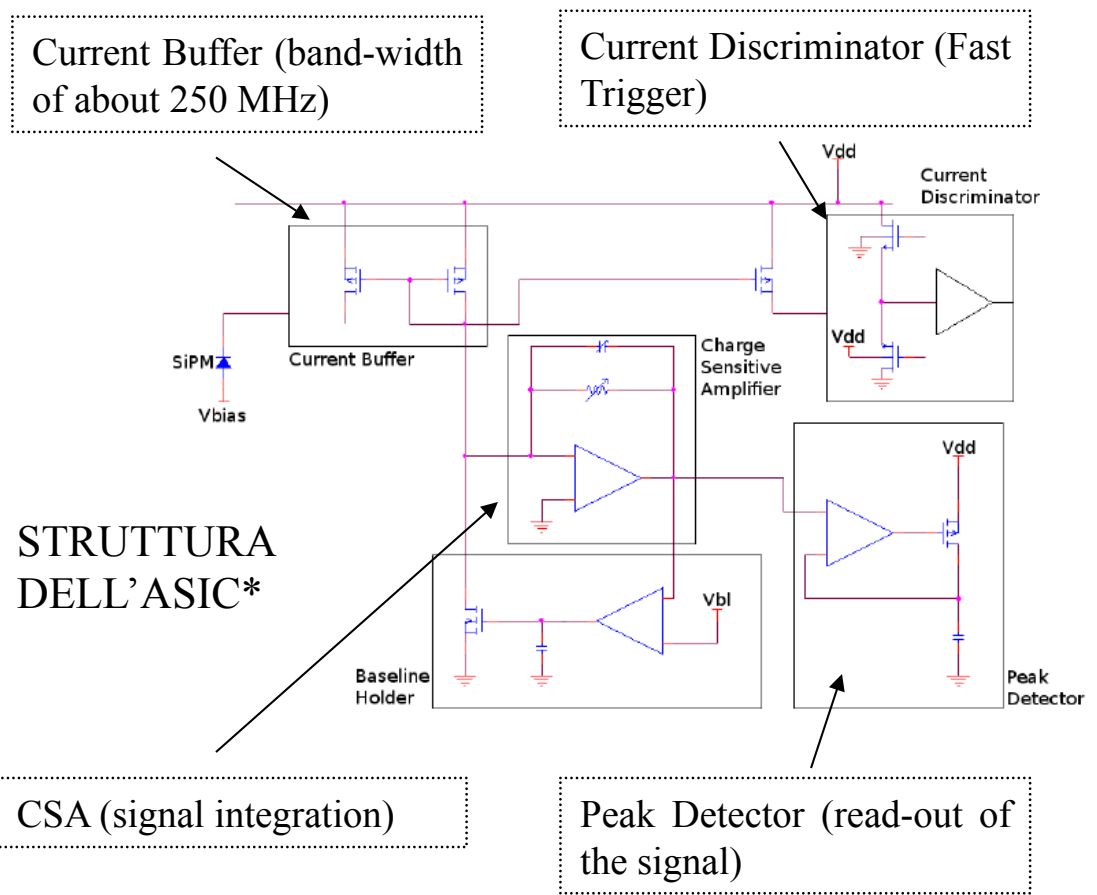 Current Buffer (band-width
of about 250 MHz)
Current Discriminator (Fast
Trigger)
Vdd
Current
Discriminator
SiPM
Current Buffer
Vbias
Charge
Sensitive
Amplifier
Vdd
Vdd
STRUTTURA
DELL’ASIC*
Vbl
Baseline
Holder
Peak
Detector
CSA (signal integration)
Peak Detector (read-out of
the signal)